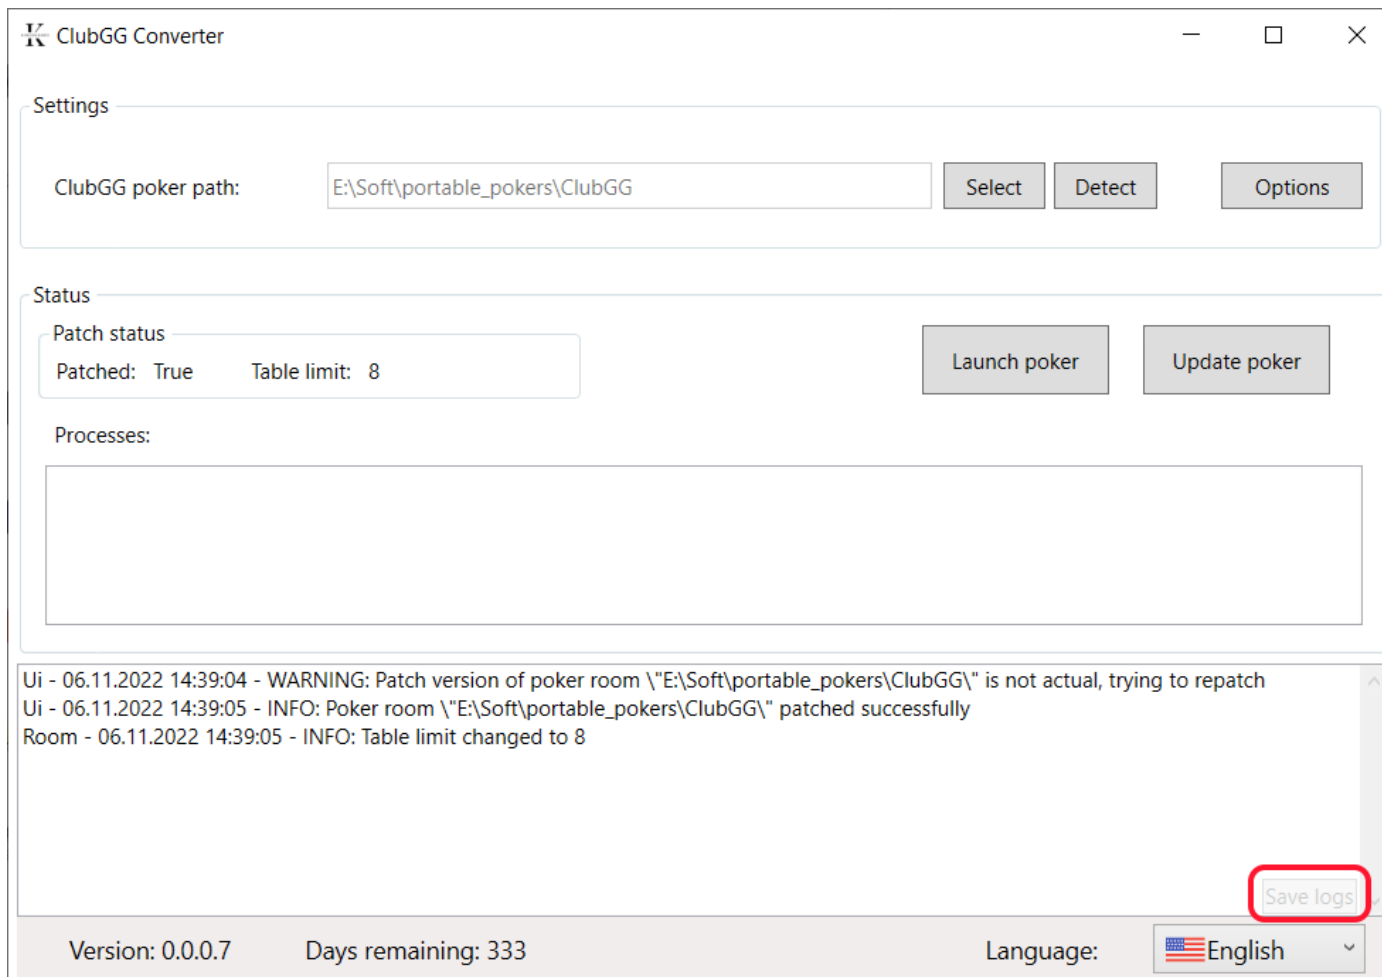 K ClubGG Converter
Settings
ClubGG poker path: E:\Soft\portable_pokers\ClubGG Select Detect Options
Status
Patch status
Patched: True Table limit: 8
Launch poker Update poker
Processes:
Ui - 06.11.2022 14:39:04 - WARNING: Patch version of poker room \"E:\Soft\portable_pokers\ClubGG\" is not actual, trying to repatch
Ui - 06.11.2022 14:39:05 - INFO: Poker room \"E:\Soft\portable_pokers\ClubGG\" patched successfully
Room - 06.11.2022 14:39:05 - INFO: Table limit changed to 8
Save logs
Version: 0.0.0.7 Days remaining: 333 Language: English